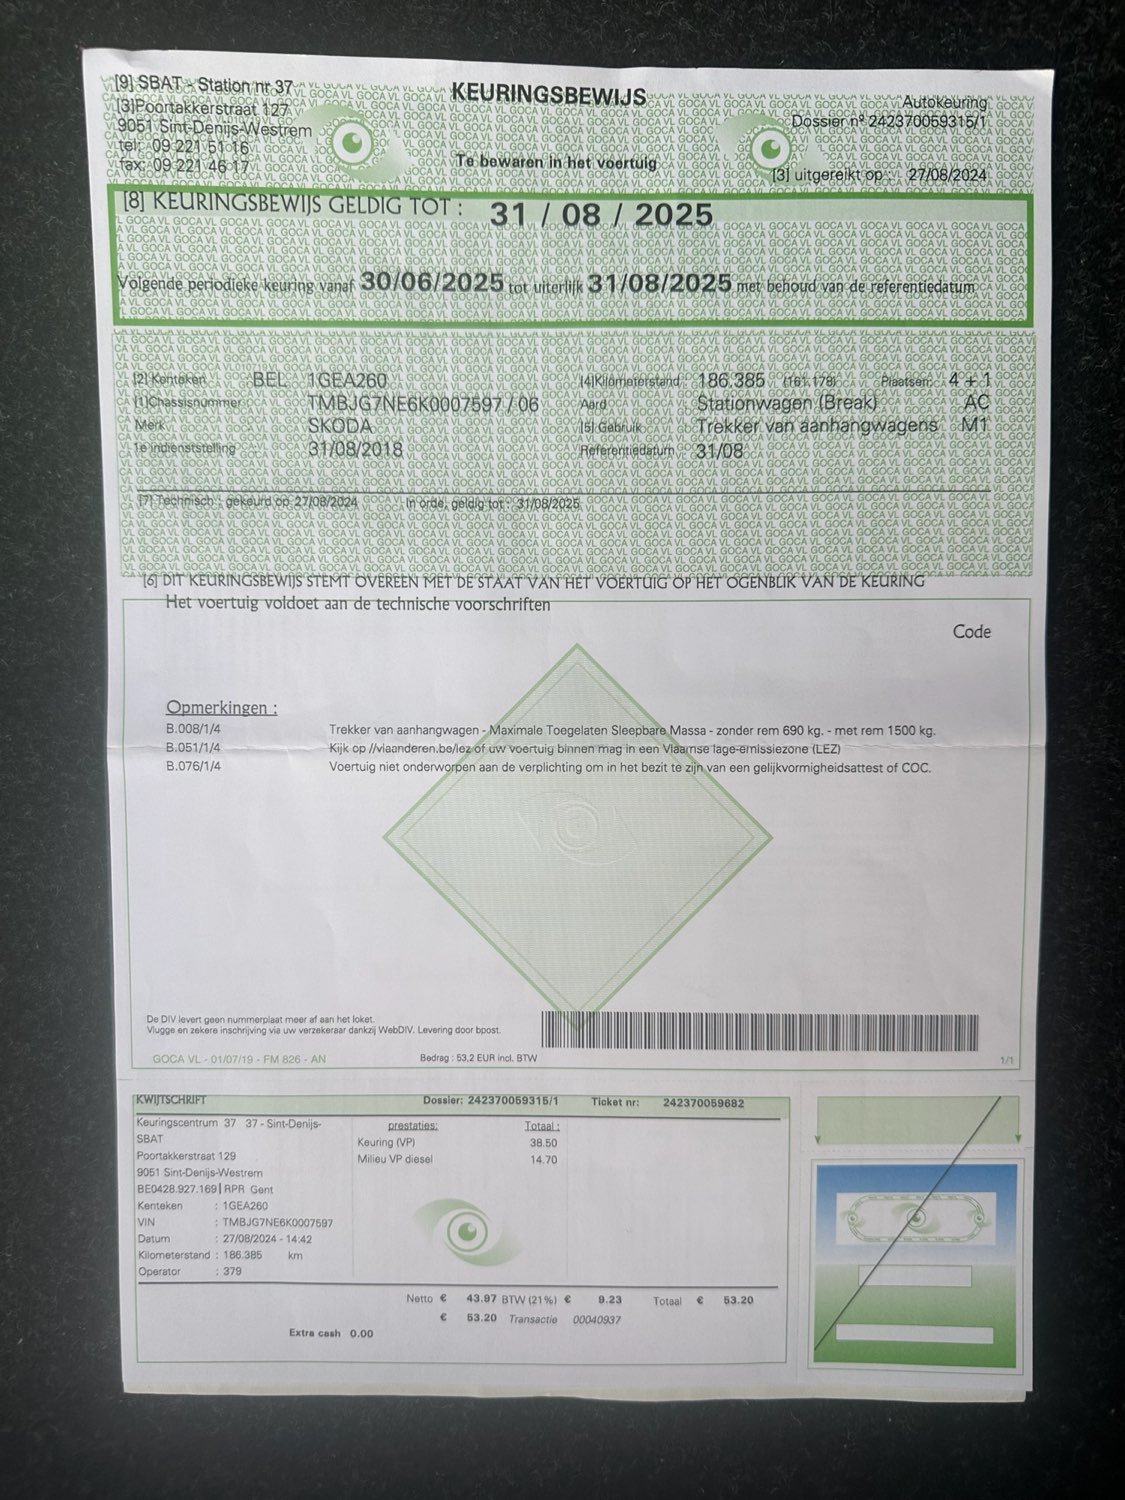 [9] SBAT - Station nr 37
[3]Poortakkerstraat 127
9051 Sint-Denijs-Westrem
tel: 09 221 51 16
fax: 09 221 46 17
KEURINGSBEWIJS
Te bewaren in het voertuig
Autokeuring
Dossier nº 242370059315/1
[3] uitgereikt op : 27/08/2024
[8] KEURINGSBEWIJS GELDIG TOT : 31 / 08 / 2025
Volgende periodieke keuring vanaf 30/06/2025 tot uiterlijk 31/08/2025 met behoud van de referentiedatum
[2] Kenteken BEL 1GEA260 [4]Kilometerstand 186.385 (161.178) Plaatsen: 4 + 1
[1]Chassisnummer TMBJG7NE6K0007597 / 06 Aard Stationwagen (Break) AC
Merk SKODA [5] Gebruik Trekker van aanhangwagens M1
1e indienststelling 31/08/2018 Referentiedatum 31/08
[7] Technisch : gekeurd op 27/08/2024 In orde, geldig tot : 31/08/2025
[6] DIT KEURINGSBEWIJS STEMT OVEREEN MET DE STAAT VAN HET VOERTUIG OP HET OGENBLIK VAN DE KEURING
Het voertuig voldoet aan de technische voorschriften
Code
Opmerkingen :
B.008/1/4 Trekker van aanhangwagen - Maximale Toegelaten Sleepbare Massa - zonder rem 690 kg. - met rem 1500 kg.
B.051/1/4 Kijk op //vlaanderen.be/lez of uw voertuig binnen mag in een Vlaamse lage-emissiezone (LEZ)
B.076/1/4 Voertuig niet onderworpen aan de verplichting om in het bezit te zijn van een gelijkvormigheidsattest of COC.
De DIV levert geen nummerplaat meer af aan het loket.
Vlugge en zekere inschrijving via uw verzekeraar dankzij WebDIV. Levering door bpost.
GOCA VL - 01/07/19 - FM 826 - AN Bedrag : 53,2 EUR incl. BTW 1/1
KWIJTSCHRIFT Dossier: 242370059315/1 Ticket nr: 242370059682
Keuringscentrum 37 37 - Sint-Denijs-
SBAT
Poortakkerstraat 129
9051 Sint-Denijs-Westrem
BE0428.927.169 | RPR Gent
Kenteken : 1GEA260
VIN : TMBJG7NE6K0007597
Datum : 27/08/2024 - 14:42
Kilometerstand : 186.385 km
Operator : 379
prestaties: Totaal :
Keuring (VP) 38.50
Milieu VP diesel 14.70
Netto € 43.97 BTW (21%) € 9.23 Totaal € 53.20
€ 53.20 Transactie 00040937
Extra cash 0.00